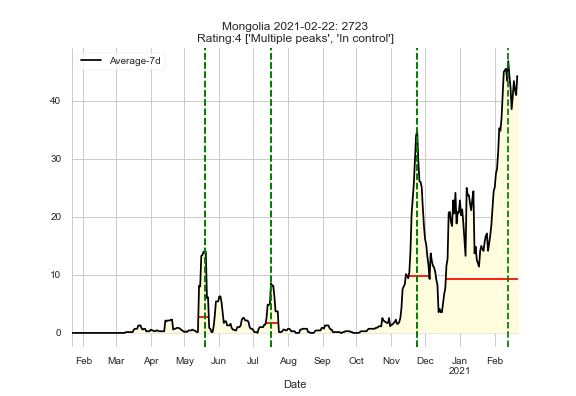 Mongolia 2021-02-22: 2723
Rating:4 ['Multiple peaks', 'In control']
Average-7d
40
30
20
10
0
Feb Mar Apr May Jun Jul Aug Sep Oct Nov Dec Jan Feb
2021
Date